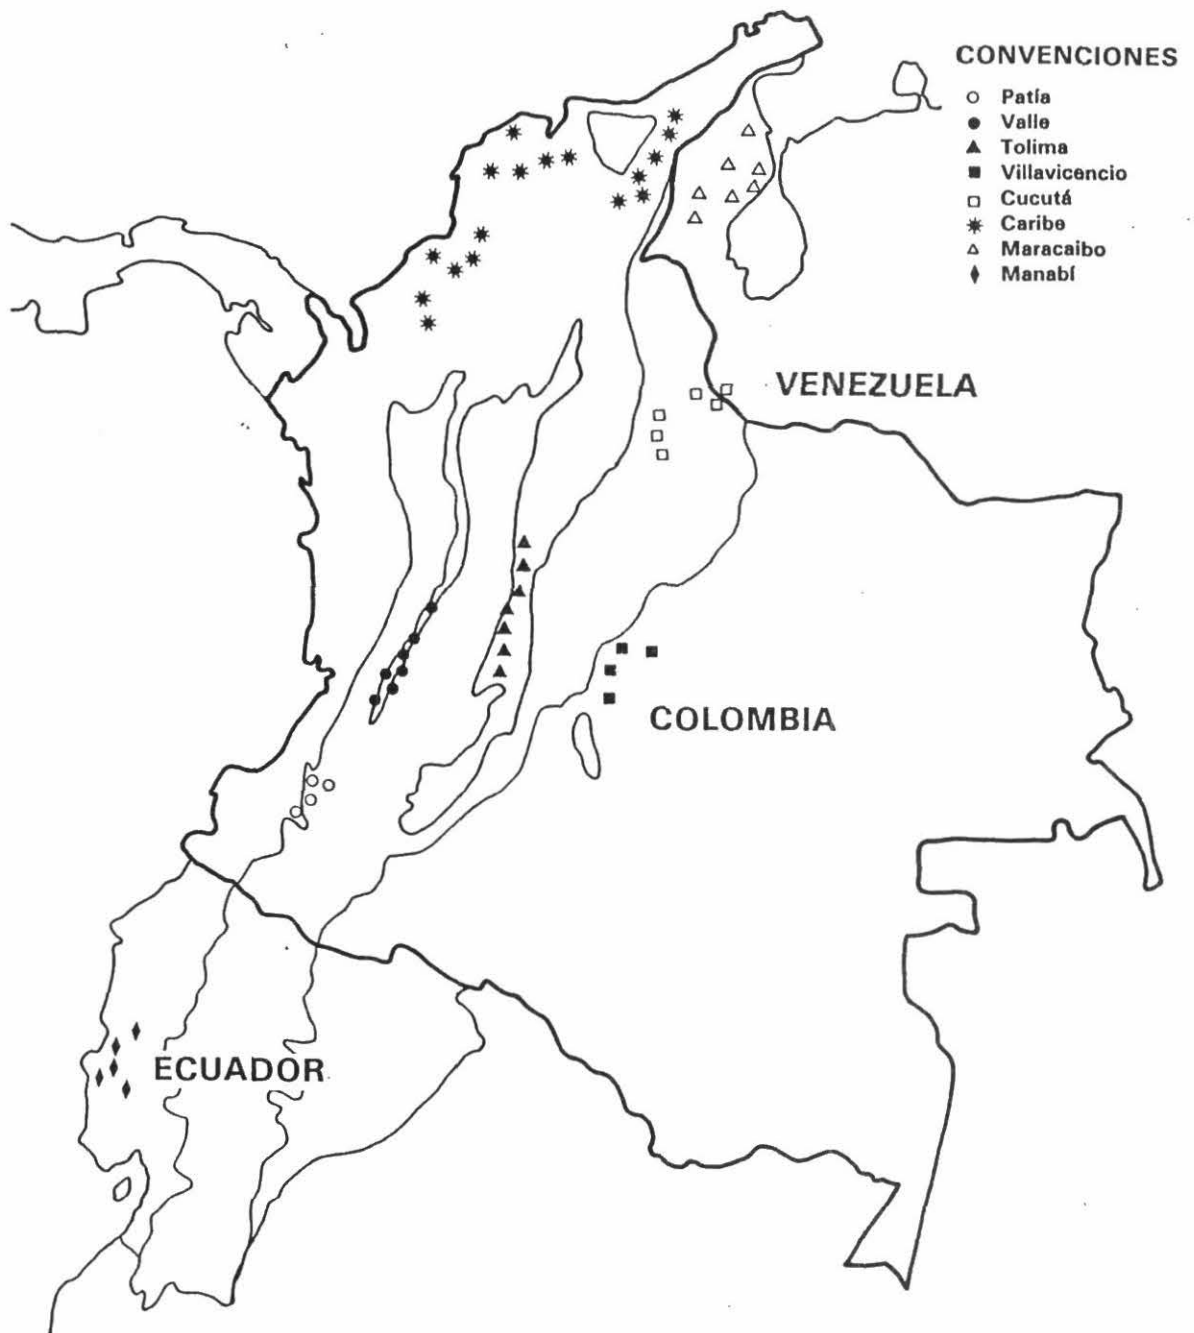 CONVENCIONES
Patía
Valle
Tolima
Villavicencio
Cucutá
Caribe
Maracaibo
Manabí
VENEZUELA
COLOMBIA
ECUADOR